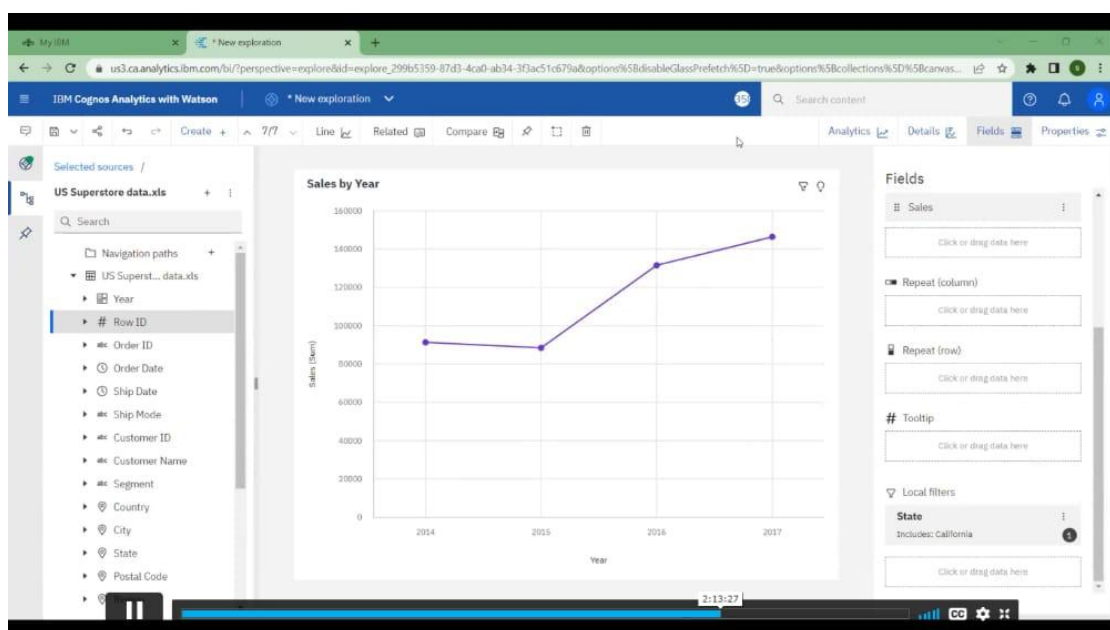 My IBM
* New exploration
us3.ca.analytics.ibm.com/bi/?perspective=explore&id=explore_299b5359-87d3-4ca0-ab34-3f3ac51c679a&options%5BdisableGlassPrefetch%5D=true&options%5Bcollections%5D%5Bcanvas...
IBM Cognos Analytics with Watson
* New exploration
Search content
Create +
7/7
Line
Related
Compare
Analytics
Details
Fields
Properties
Selected sources /
US Superstore data.xls
Search
Navigation paths
US Superst... data.xls
Year
# Row ID
abc Order ID
Order Date
Ship Date
abc Ship Mode
abc Customer ID
abc Customer Name
abc Segment
Country
City
State
Postal Code
Sales by Year
160000
140000
120000
100000
80000
60000
40000
20000
0
Sales (Sum)
2014
2015
2016
2017
Year
Fields
Sales
Click or drag data here
Repeat (column)
Click or drag data here
Repeat (row)
Click or drag data here
# Tooltip
Click or drag data here
Local filters
State
Includes: California
1
Click or drag data here
2:13:27
CC